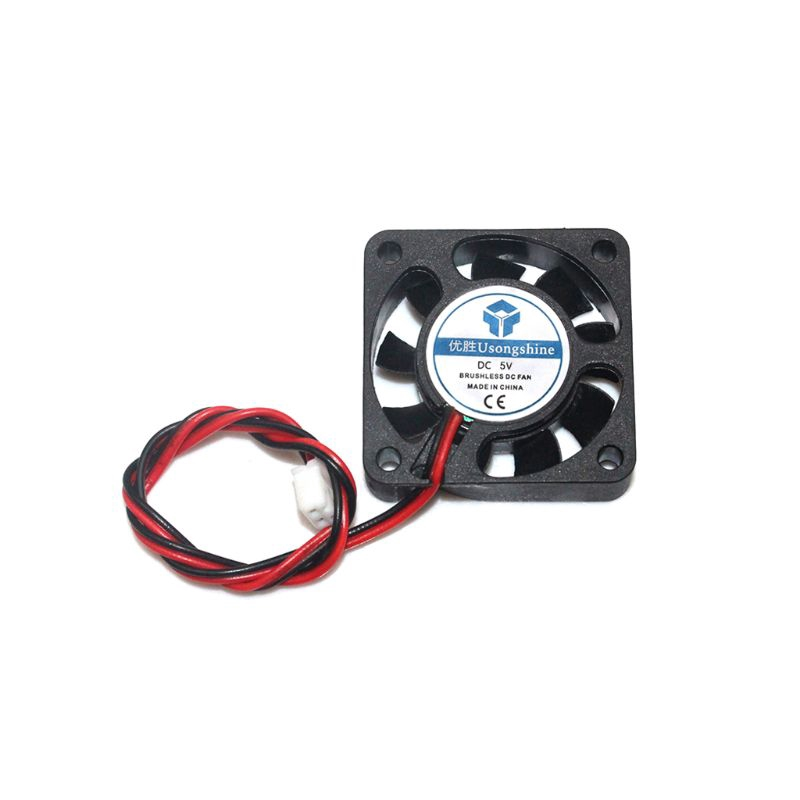 优胜Usongshine
DC 5V
BRUSHLESS DC FAN
MADE IN CHINA
CE